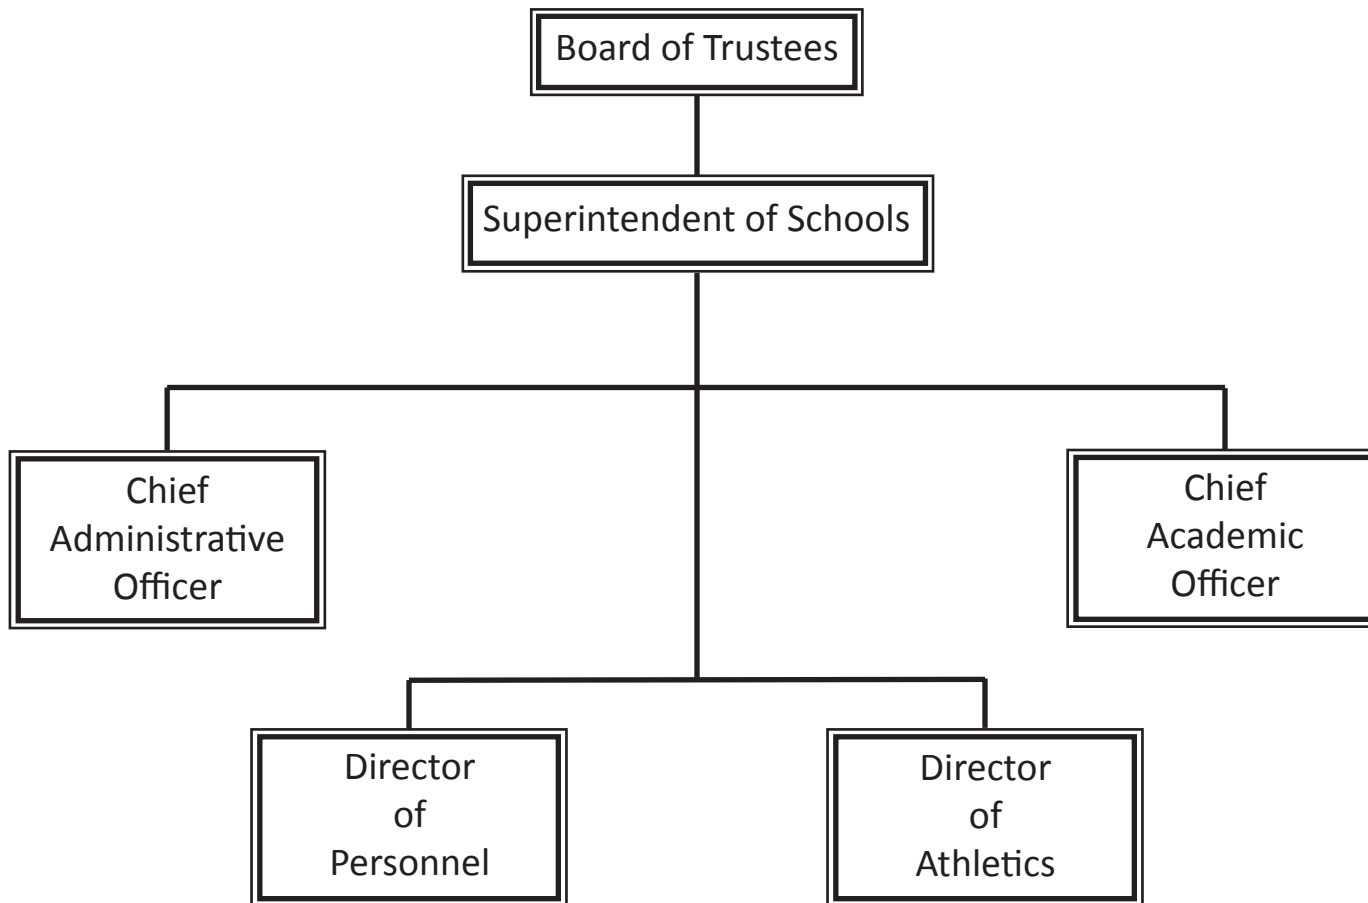 Board of Trustees
Superintendent of Schools
Chief
Administrative
Officer
Chief
Academic
Officer
Director
of
Personnel
Director
of
Athletics